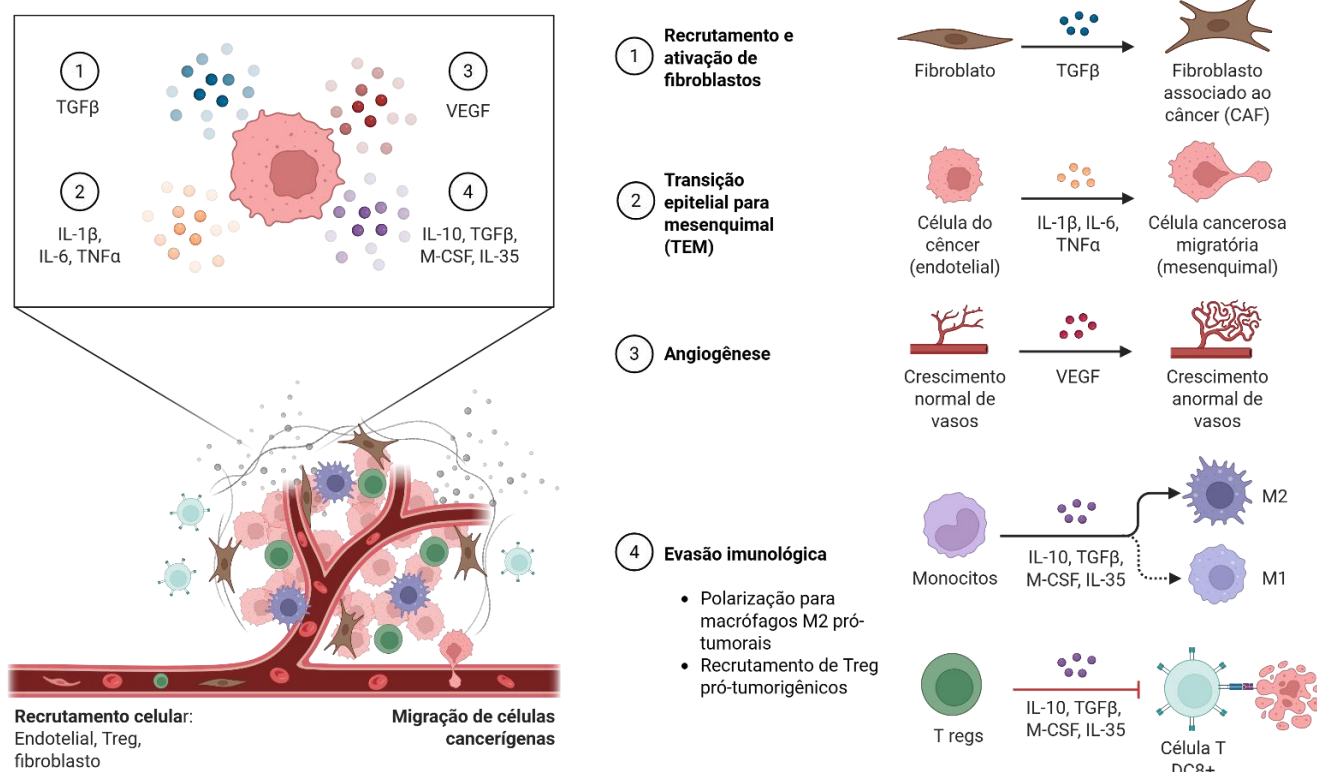 1
TGFβ
3
VEGF
2
IL-1β,
IL-6, TNFα
4
IL-10, TGFβ,
M-CSF, IL-35
Recrutamento celular:
Endotelial, Treg,
fibroblasto
Migração de células
cancerígenas
1
Recrutamento e
ativação de
fibroblastos
Fibroblato
TGFβ
Fibroblasto
associado ao
câncer (CAF)
2
Transição
epitelial para
mesenquimal
(TEM)
Célula do
cêncer
(endotelial)
IL-1β, IL-6,
TNFα
Célula cancerosa
migratória
(mesenquimal)
3
Angiogênese
Crescimento
normal de
vasos
VEGF
Crescimento
anormal de
vasos
4
Evasão imunológica
• Polarização para
macrófagos M2 pró-
tumorais
• Recrutamento de Treg
pró-tumorigênicos
Monocitos
IL-10, TGFβ,
M-CSF, IL-35
M2
M1
T regs
IL-10, TGFβ,
M-CSF, IL-35
Célula T
DC8+